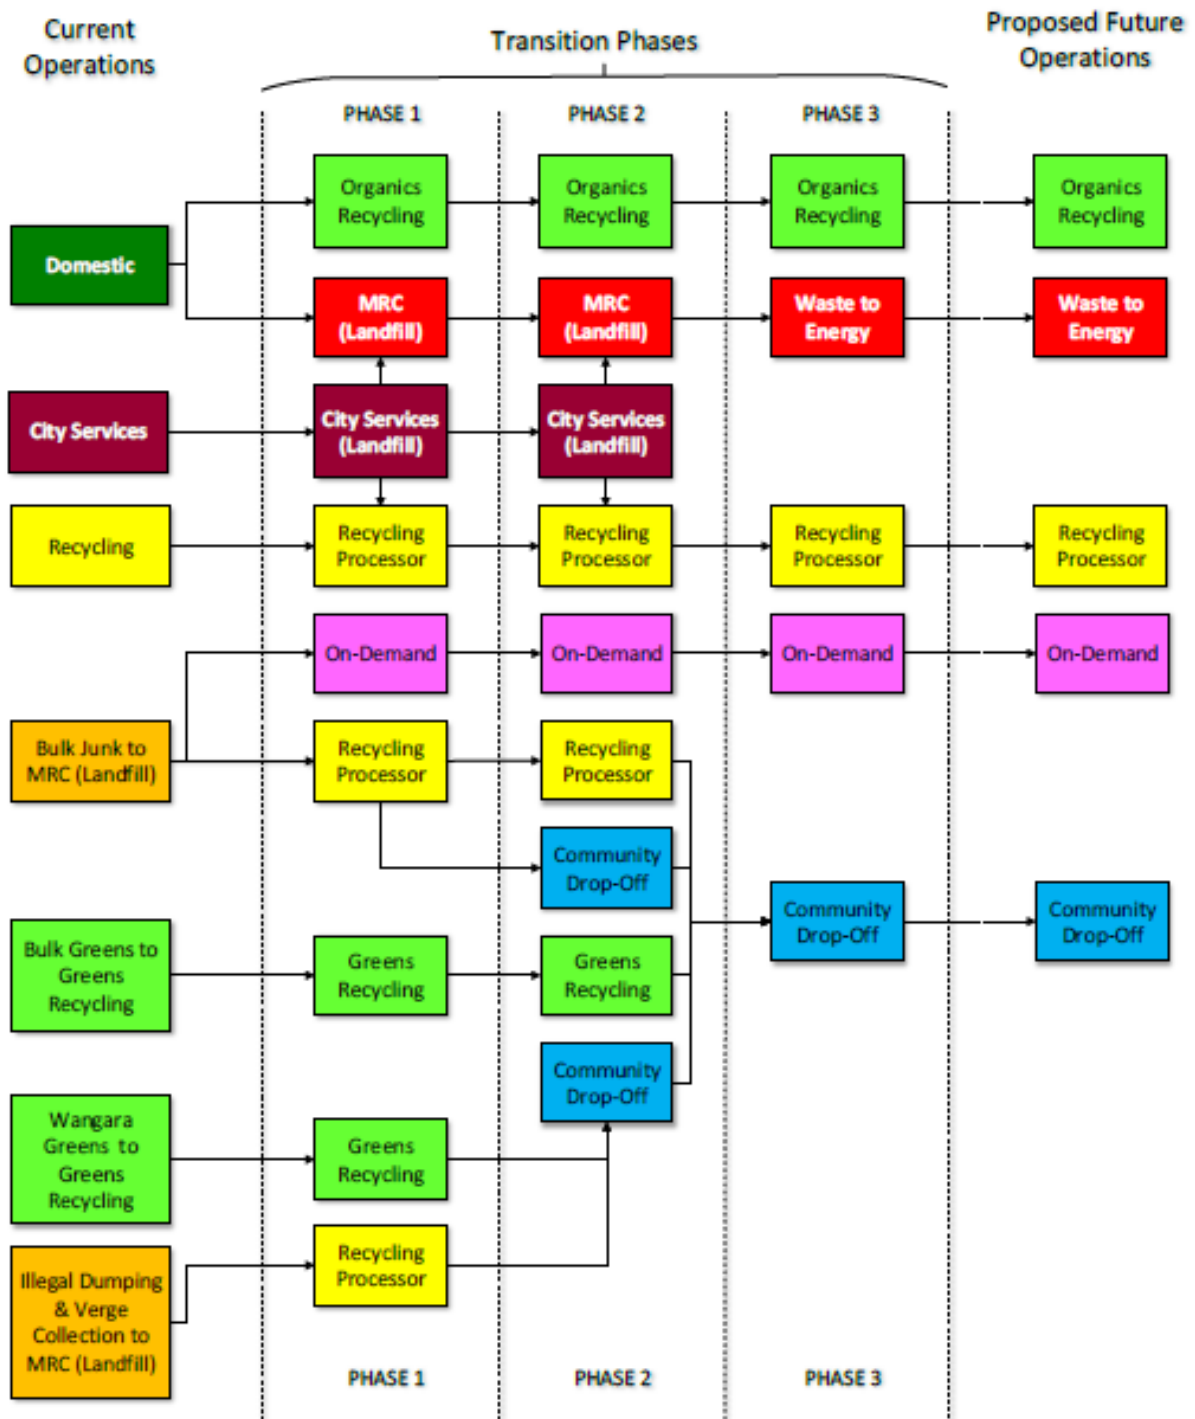 Current
Operations
Transition Phases
Proposed Future
Operations
PHASE 1
PHASE 2
PHASE 3
Organics
Recycling
Organics
Recycling
Organics
Recycling
Organics
Recycling
Domestic
MRC
(Landfill)
MRC
(Landfill)
Waste to
Energy
Waste to
Energy
City Services
City Services
(Landfill)
City Services
(Landfill)
Recycling
Recycling
Processor
Recycling
Processor
Recycling
Processor
Recycling
Processor
On-Demand
On-Demand
On-Demand
On-Demand
Bulk Junk to
MRC (Landfill)
Recycling
Processor
Recycling
Processor
Community
Drop-Off
Community
Drop-Off
Community
Drop-Off
Bulk Greens to
Greens
Recycling
Greens
Recycling
Greens
Recycling
Community
Drop-Off
Wangara
Greens to
Greens
Recycling
Greens
Recycling
Illegal Dumping
& Verge
Collection to
MRC (Landfill)
Recycling
Processor
PHASE 1
PHASE 2
PHASE 3